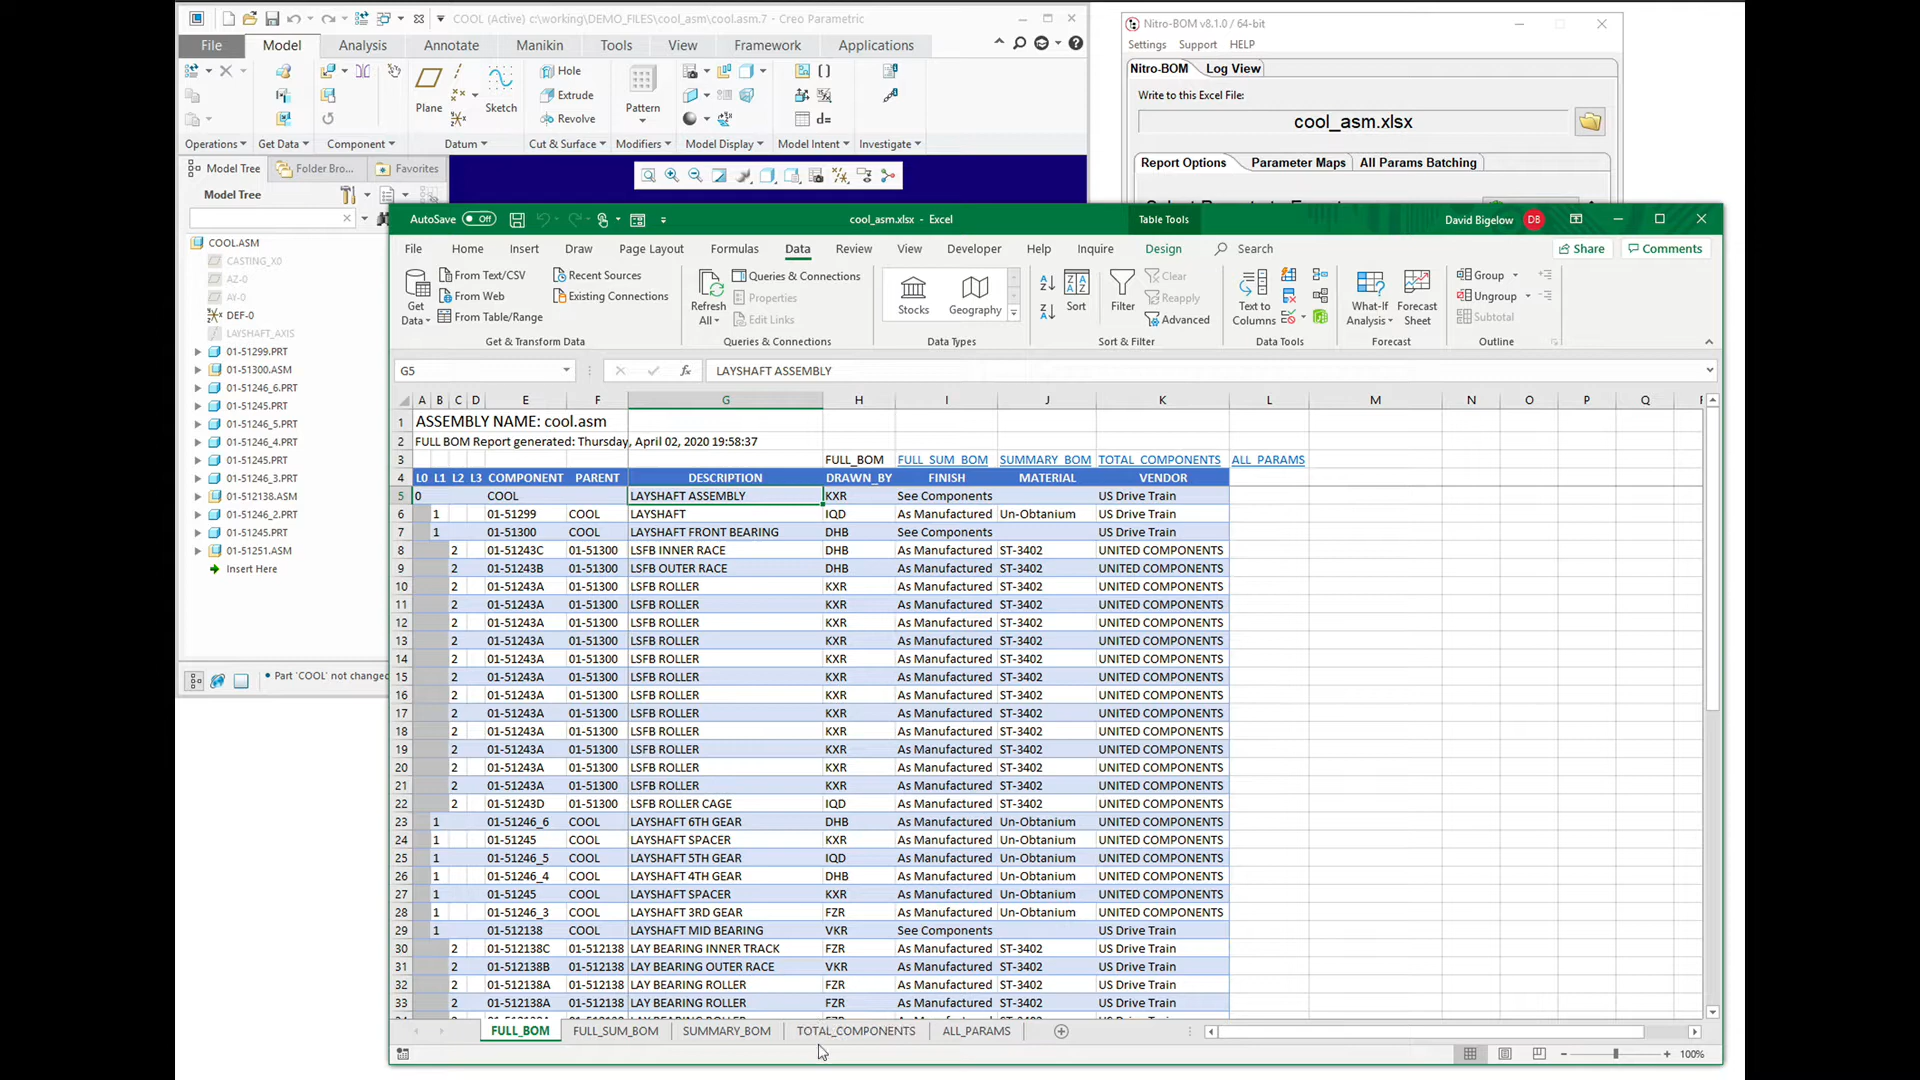 COOL (Active) c:\working\DEMO_FILES\cool_asm\cool.asm.7 - Creo Parametric
File Model Analysis Annotate Manikin Tools View Framework Applications
Hole
Extrude
Revolve
Plane Sketch Pattern
Operations Get Data Component Datum Cut & Surface Modifiers Model Display Model Intent Investigate
Model Tree Folder Bro... Favorites
Model Tree
COOL.ASM
CASTING_X0
AZ-0
AY-0
DEF-0
LAYSHAFT_AXIS
01-51299.PRT
01-51300.ASM
01-51246_6.PRT
01-51245.PRT
01-51246_5.PRT
01-51246_4.PRT
01-51245.PRT
01-51246_3.PRT
01-512138.ASM
01-51246_2.PRT
01-51245.PRT
01-51251.ASM
Insert Here
Part 'COOL' not changed
Nitro-BOM v8.1.0 / 64-bit
Settings Support HELP
Nitro-BOM Log View
Write to this Excel File:
cool_asm.xlsx
Report Options Parameter Maps All Params Batching
AutoSave Off cool_asm.xlsx - Excel Table Tools David Bigelow DB
File Home Insert Draw Page Layout Formulas Data Review View Developer Help Inquire Design Search Share Comments
Get Data From Text/CSV From Web From Table/Range Recent Sources Existing Connections
Refresh All Queries & Connections Properties Edit Links
Stocks Geography
Sort Filter Clear Reapply Advanced
Text to Columns
What-If Analysis Forecast Sheet
Group Ungroup Subtotal
Get & Transform Data Queries & Connections Data Types Sort & Filter Data Tools Forecast Outline
G5 fx LAYSHAFT ASSEMBLY
A B C D E F G H I J K L M N O P Q
1 ASSEMBLY NAME: cool.asm
2 FULL BOM Report generated: Thursday, April 02, 2020 19:58:37
3 FULL_BOM FULL_SUM_BOM SUMMARY_BOM TOTAL_COMPONENTS ALL_PARAMS
4 L0 L1 L2 L3 COMPONENT PARENT DESCRIPTION DRAWN_BY FINISH MATERIAL VENDOR
5 0 COOL LAYSHAFT ASSEMBLY KXR See Components US Drive Train
6 1 01-51299 COOL LAYSHAFT IQD As Manufactured Un-Obtanium US Drive Train
7 1 01-51300 COOL LAYSHAFT FRONT BEARING DHB See Components US Drive Train
8 2 01-51243C 01-51300 LSFB INNER RACE DHB As Manufactured ST-3402 UNITED COMPONENTS
9 2 01-51243B 01-51300 LSFB OUTER RACE DHB As Manufactured ST-3402 UNITED COMPONENTS
10 2 01-51243A 01-51300 LSFB ROLLER KXR As Manufactured ST-3402 UNITED COMPONENTS
11 2 01-51243A 01-51300 LSFB ROLLER KXR As Manufactured ST-3402 UNITED COMPONENTS
12 2 01-51243A 01-51300 LSFB ROLLER KXR As Manufactured ST-3402 UNITED COMPONENTS
13 2 01-51243A 01-51300 LSFB ROLLER KXR As Manufactured ST-3402 UNITED COMPONENTS
14 2 01-51243A 01-51300 LSFB ROLLER KXR As Manufactured ST-3402 UNITED COMPONENTS
15 2 01-51243A 01-51300 LSFB ROLLER KXR As Manufactured ST-3402 UNITED COMPONENTS
16 2 01-51243A 01-51300 LSFB ROLLER KXR As Manufactured ST-3402 UNITED COMPONENTS
17 2 01-51243A 01-51300 LSFB ROLLER KXR As Manufactured ST-3402 UNITED COMPONENTS
18 2 01-51243A 01-51300 LSFB ROLLER KXR As Manufactured ST-3402 UNITED COMPONENTS
19 2 01-51243A 01-51300 LSFB ROLLER KXR As Manufactured ST-3402 UNITED COMPONENTS
20 2 01-51243A 01-51300 LSFB ROLLER KXR As Manufactured ST-3402 UNITED COMPONENTS
21 2 01-51243A 01-51300 LSFB ROLLER KXR As Manufactured ST-3402 UNITED COMPONENTS
22 2 01-51243D 01-51300 LSFB ROLLER CAGE IQD As Manufactured ST-3402 UNITED COMPONENTS
23 1 01-51246_6 COOL LAYSHAFT 6TH GEAR DHB As Manufactured Un-Obtanium UNITED COMPONENTS
24 1 01-51245 COOL LAYSHAFT SPACER KXR As Manufactured Un-Obtanium UNITED COMPONENTS
25 1 01-51246_5 COOL LAYSHAFT 5TH GEAR IQD As Manufactured Un-Obtanium UNITED COMPONENTS
26 1 01-51246_4 COOL LAYSHAFT 4TH GEAR DHB As Manufactured Un-Obtanium UNITED COMPONENTS
27 1 01-51245 COOL LAYSHAFT SPACER KXR As Manufactured Un-Obtanium UNITED COMPONENTS
28 1 01-51246_3 COOL LAYSHAFT 3RD GEAR FZR As Manufactured Un-Obtanium UNITED COMPONENTS
29 1 01-512138 COOL LAYSHAFT MID BEARING VKR See Components US Drive Train
30 2 01-512138C 01-512138 LAY BEARING INNER TRACK FZR As Manufactured ST-3402 US Drive Train
31 2 01-512138B 01-512138 LAY BEARING OUTER RACE VKR As Manufactured ST-3402 US Drive Train
32 2 01-512138A 01-512138 LAY BEARING ROLLER FZR As Manufactured ST-3402 US Drive Train
33 2 01-512138A 01-512138 LAY BEARING ROLLER FZR As Manufactured ST-3402 US Drive Train
FULL_BOM FULL_SUM_BOM SUMMARY_BOM TOTAL_COMPONENTS ALL_PARAMS
100%